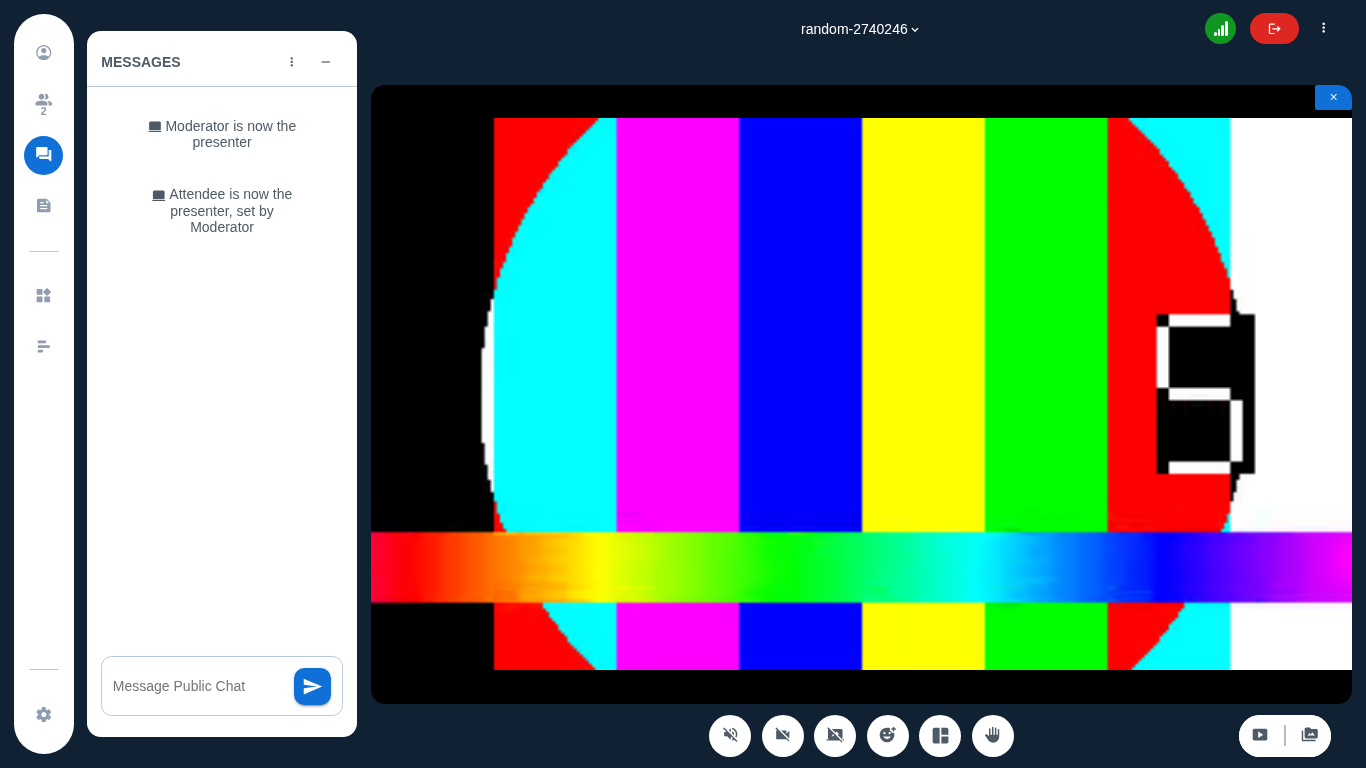 random-2740246
2
MESSAGES
Moderator is now the
presenter
Attendee is now the
presenter, set by
Moderator
5
Message Public Chat